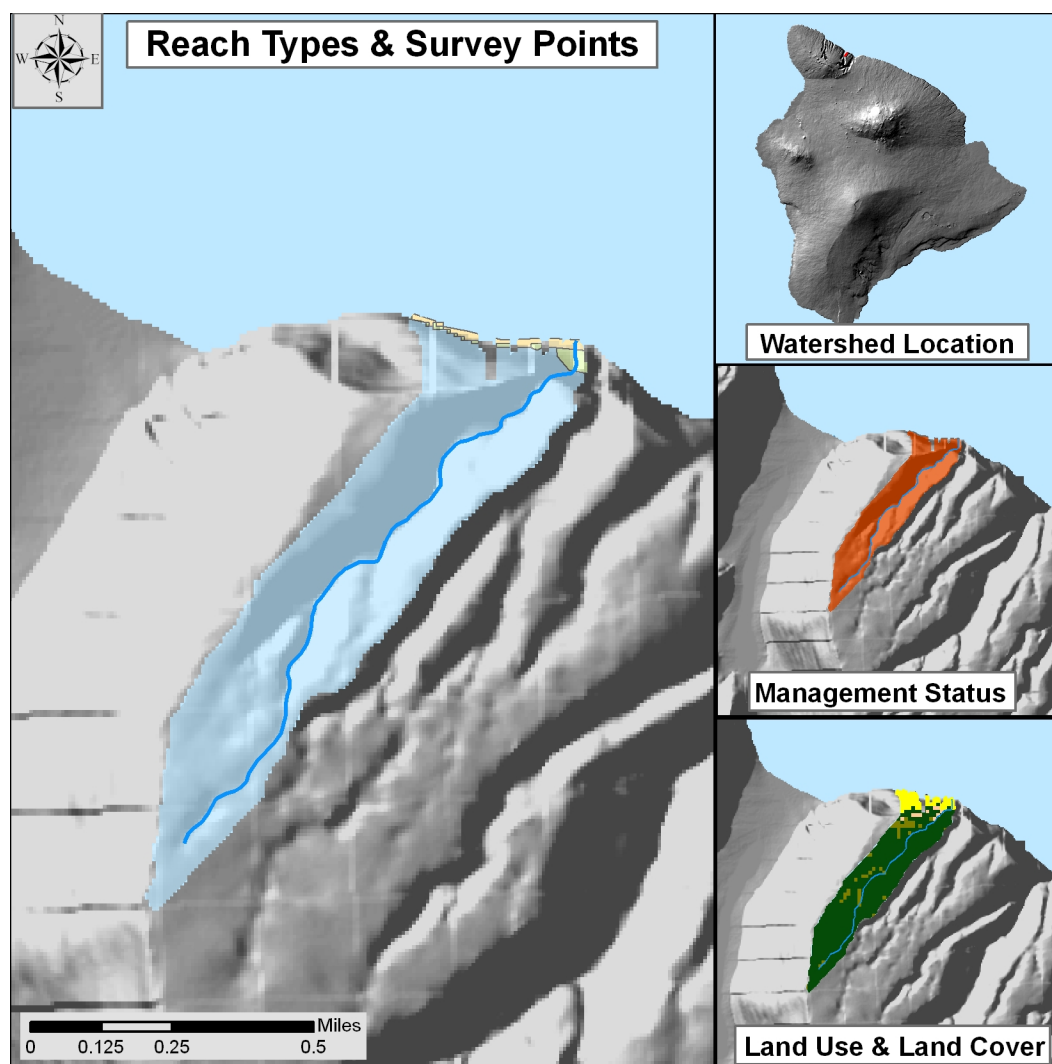 N
W E
S
Reach Types & Survey Points
Watershed Location
Management Status
Land Use & Land Cover
Miles
0 0.125 0.25 0.5